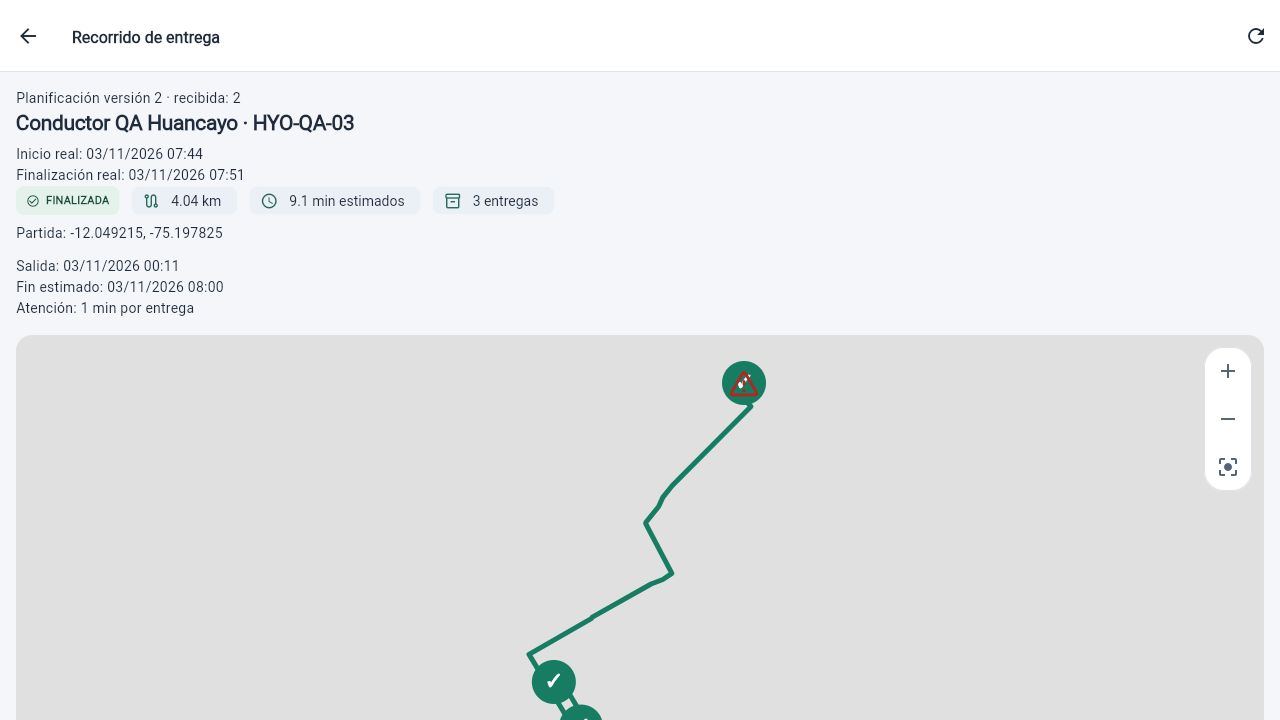 Recorrido de entrega
Planificación versión 2 · recibida: 2
Conductor QA Huancayo · HYO-QA-03
Inicio real: 03/11/2026 07:44
Finalización real: 03/11/2026 07:51
FINALIZADA
4.04 km
9.1 min estimados
3 entregas
Partida: -12.049215, -75.197825
Salida: 03/11/2026 00:11
Fin estimado: 03/11/2026 08:00
Atención: 1 min por entrega